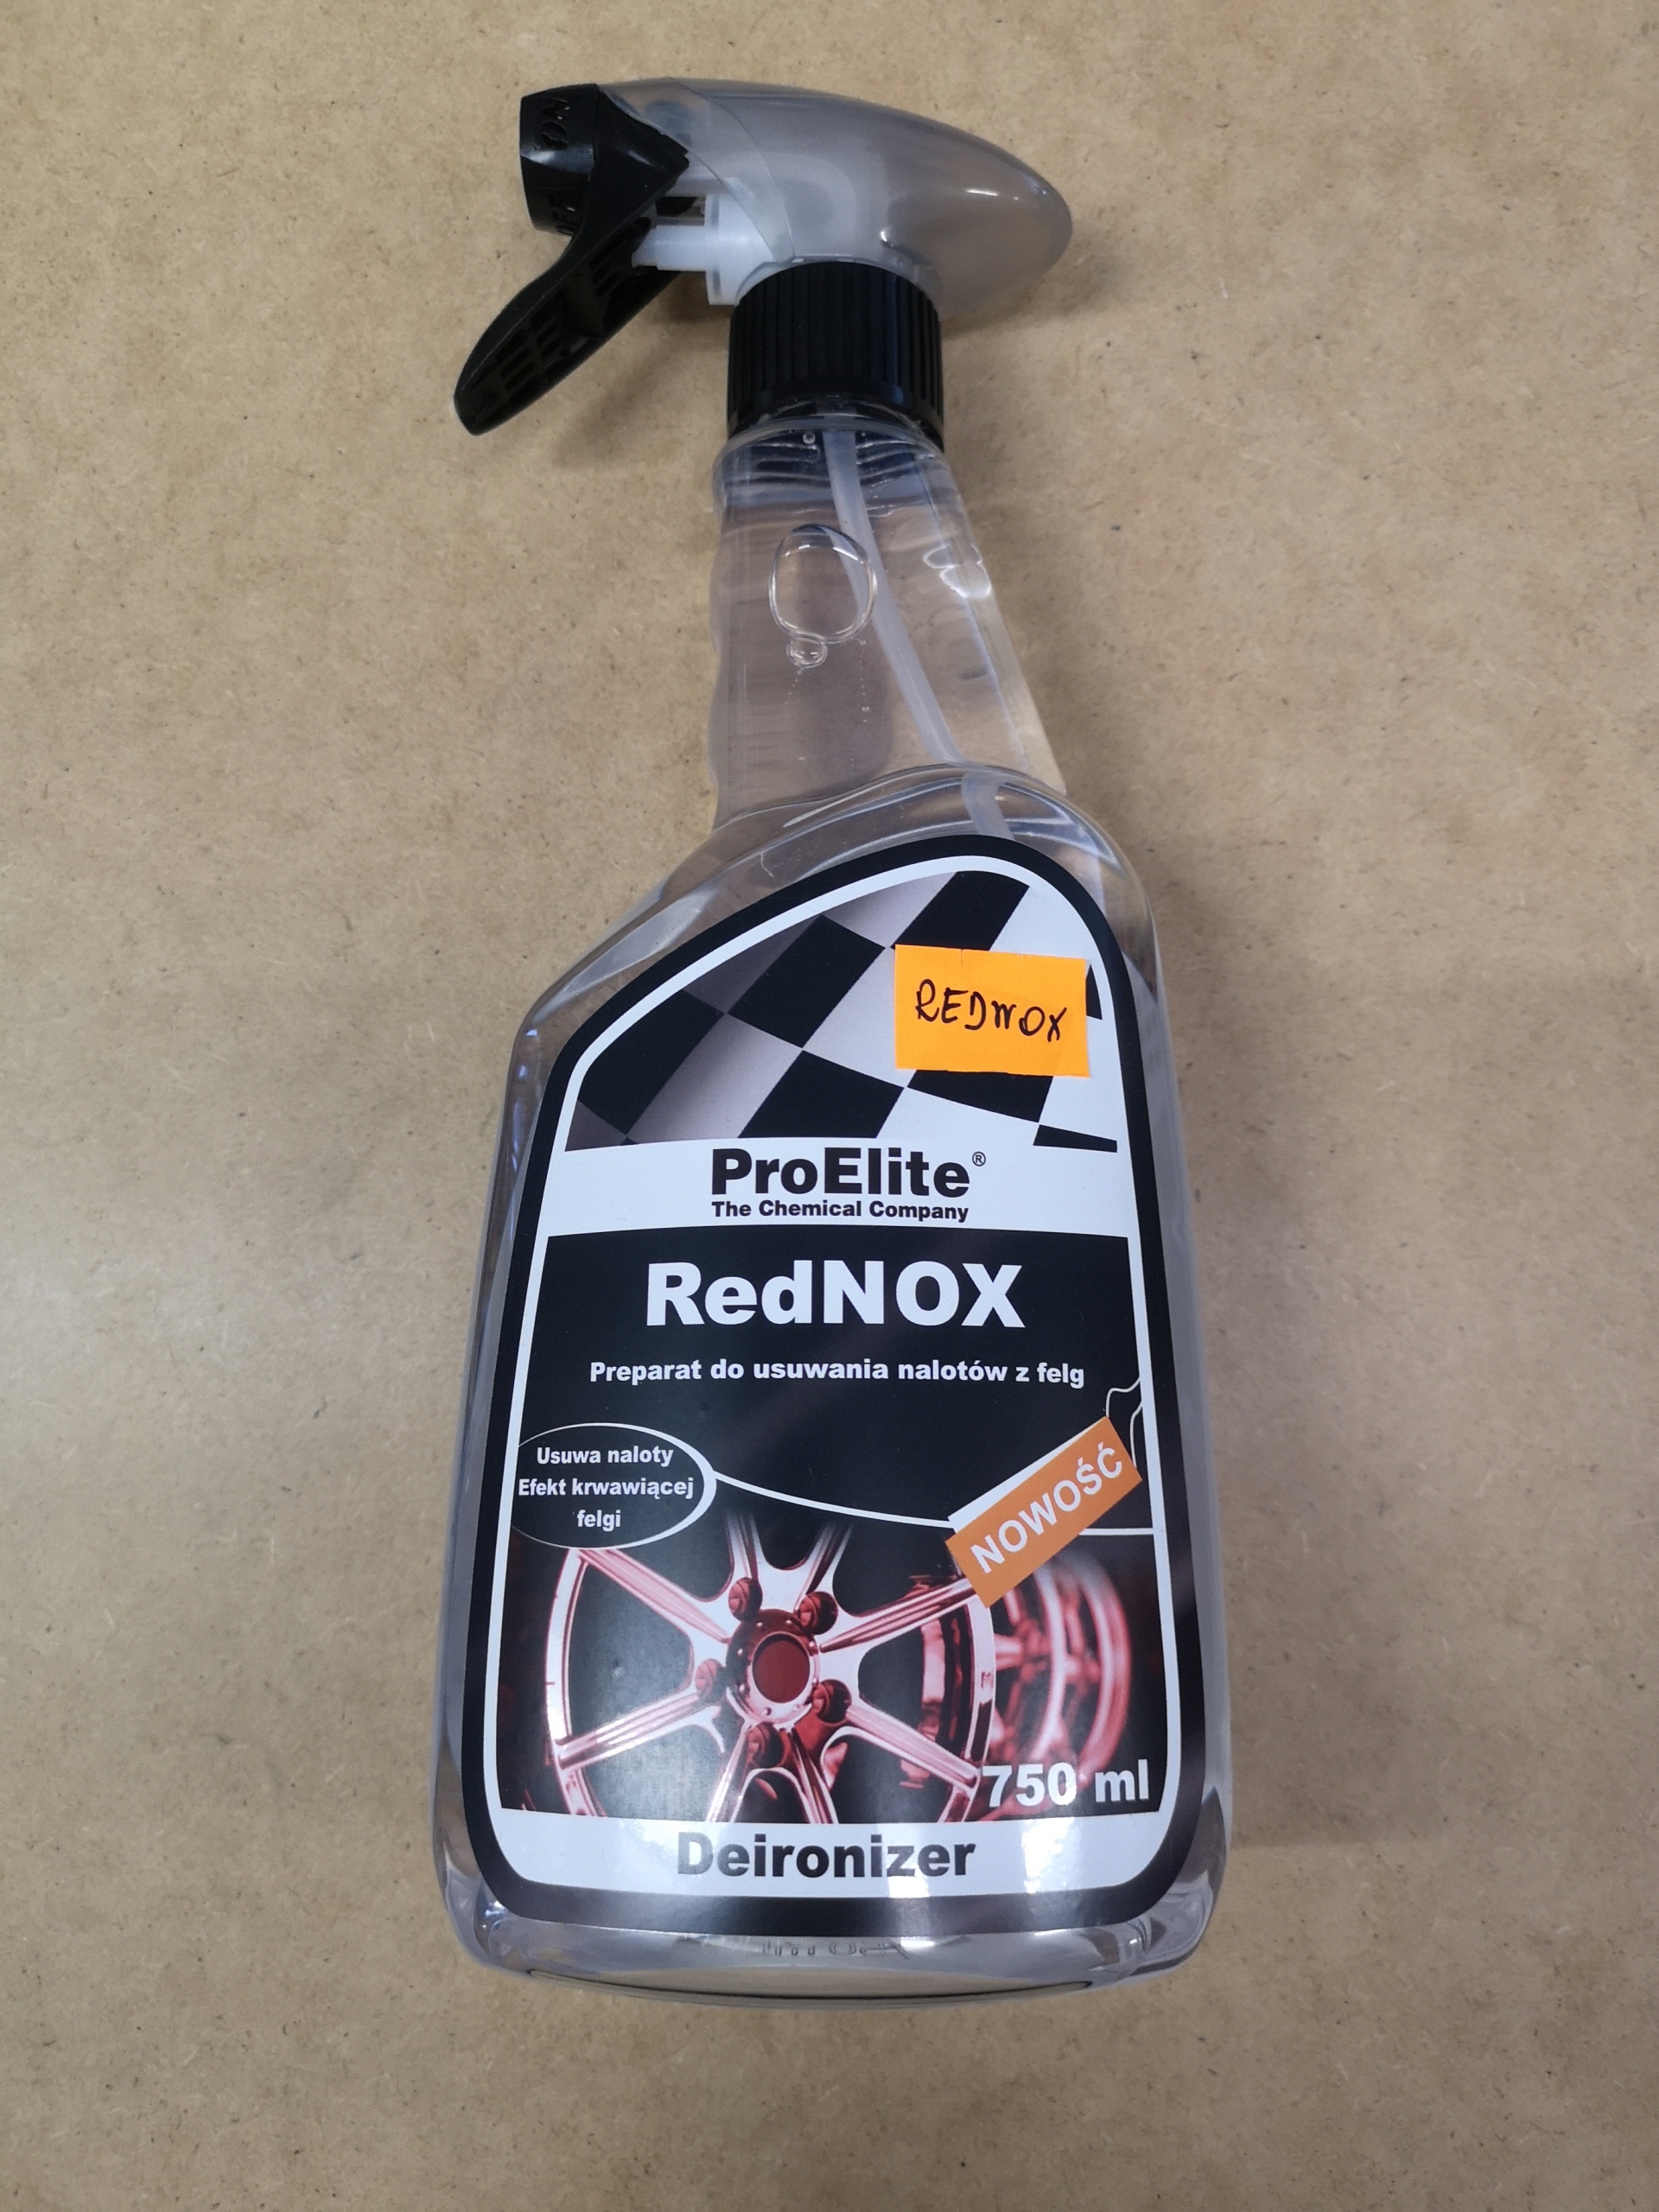 REDNOX
ProElite®
The Chemical Company
RedNOX
Preparat do usuwania nalotów z felg
Usuwa naloty
Efekt krwawiącej
felgi
NOWOŚĆ
750 ml
Deironizer